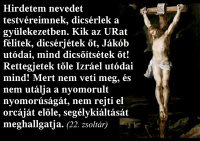 Hirdetem nevedet
testvéreimnek, dicsérlek a
gyülekezetben. Kik az URat
félitek, dicsérjétek őt, Jákób
utódai, mind dicsőítsétek őt!
Rettegjetek tőle Izráel utódai
mind! Mert nem veti meg, és
nem utálja a nyomorult
nyomorúságát, nem rejti el
orcáját előle, segélykiáltását
meghallgatja. (22. zsoltár)